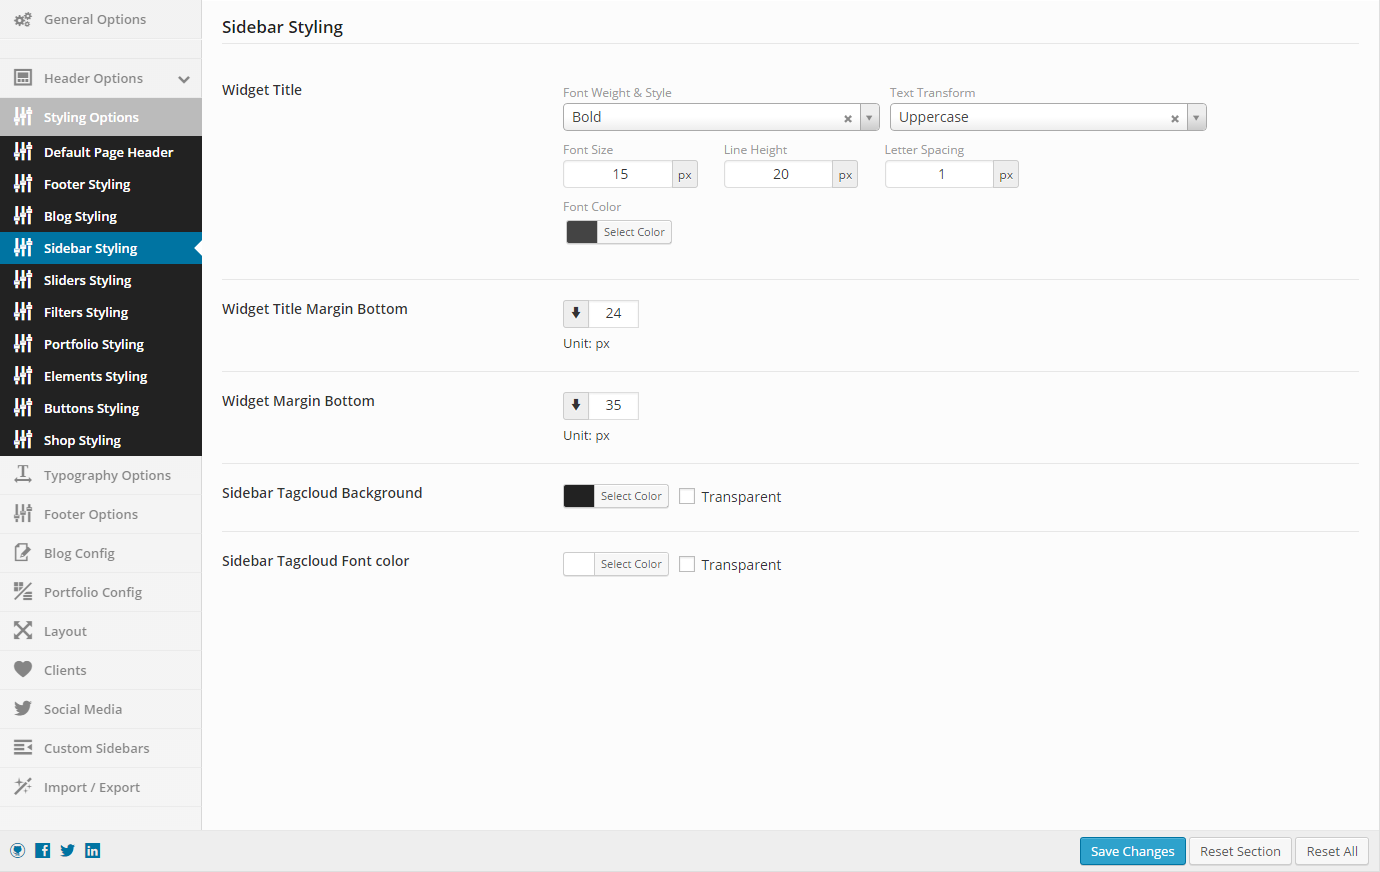 General Options
Header Options
Styling Options
Default Page Header
Footer Styling
Blog Styling
Sidebar Styling
Sliders Styling
Filters Styling
Portfolio Styling
Elements Styling
Buttons Styling
Shop Styling
Typography Options
Footer Options
Blog Config
Portfolio Config
Layout
Clients
Social Media
Custom Sidebars
Import / Export
Sidebar Styling
Widget Title
Font Weight & Style
Text Transform
Bold
Uppercase
Font Size
Line Height
Letter Spacing
15 px
20 px
1 px
Font Color
Select Color
Widget Title Margin Bottom
24
Unit: px
Widget Margin Bottom
35
Unit: px
Sidebar Tagcloud Background
Select Color
Transparent
Sidebar Tagcloud Font color
Select Color
Transparent
Save Changes
Reset Section
Reset All